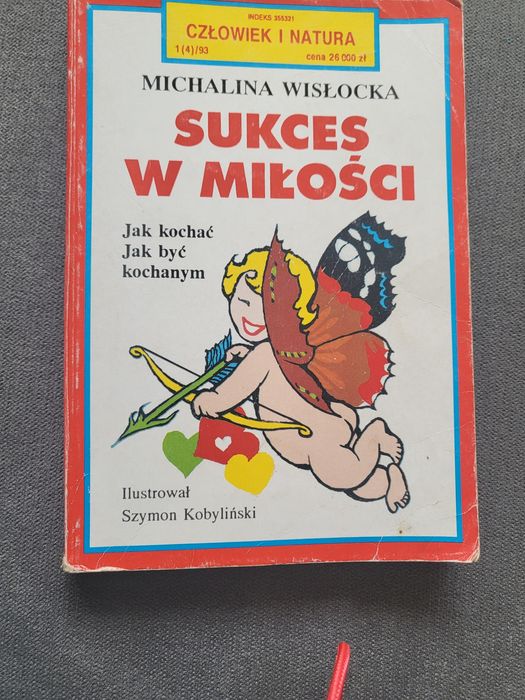 INDEKS 355321
CZŁOWIEK I NATURA
1(4)/93 cena 26 000 zł
MICHALINA WISŁOCKA
SUKCES
W MIŁOŚCI
Jak kochać
Jak być
kochanym
Ilustrował
Szymon Kobyliński